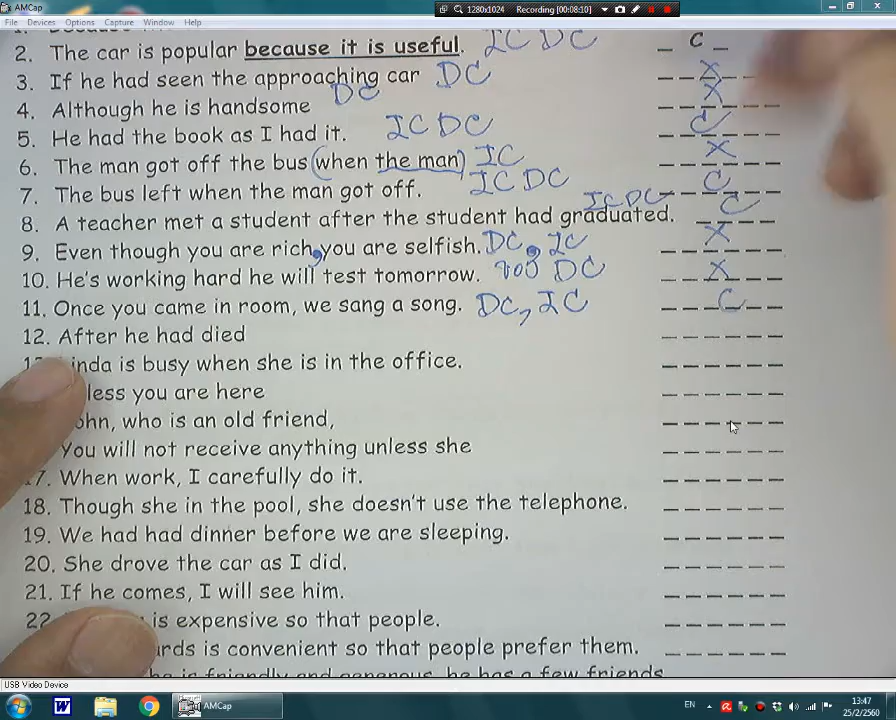 AMCap
1280x1024 Recording [00:08:10]
File Devices Options Capture Window Help
2. The car is popular because it is useful. IC DC C
3. If he had seen the approaching car DC X
4. Although he is handsome DC X
5. He had the book as I had it. IC DC C
6. The man got off the bus (when the man) IC X
7. The bus left when the man got off. IC DC C
8. A teacher met a student after the student had graduated. IC DC C
9. Even though you are rich, you are selfish. DC, IC X
10. He's working hard he will test tomorrow. DC X
11. Once you came in room, we sang a song. DC, IC C
12. After he had died
inda is busy when she is in the office.
less you are here
ohn, who is an old friend,
You will not receive anything unless she
17. When work, I carefully do it.
18. Though she in the pool, she doesn't use the telephone.
19. We had had dinner before we are sleeping.
20. She drove the car as I did.
21. If he comes, I will see him.
22 is expensive so that people.
ards is convenient so that people prefer them.
he is friendly and generous, he has a few friends
USB Video Device
AMCap
EN
13:47
25/2/2560